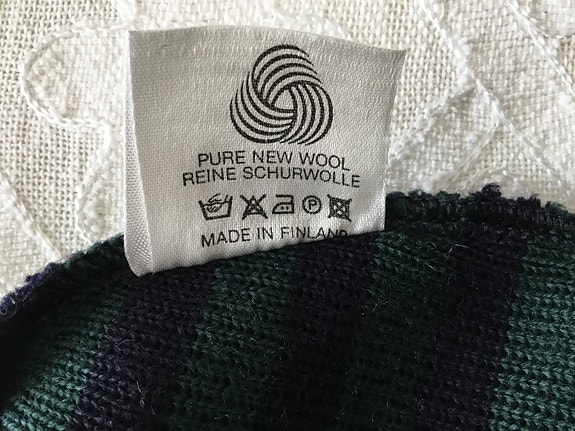 PURE NEW WOOL
REINE SCHURWOLLE
P
MADE IN FINLAND